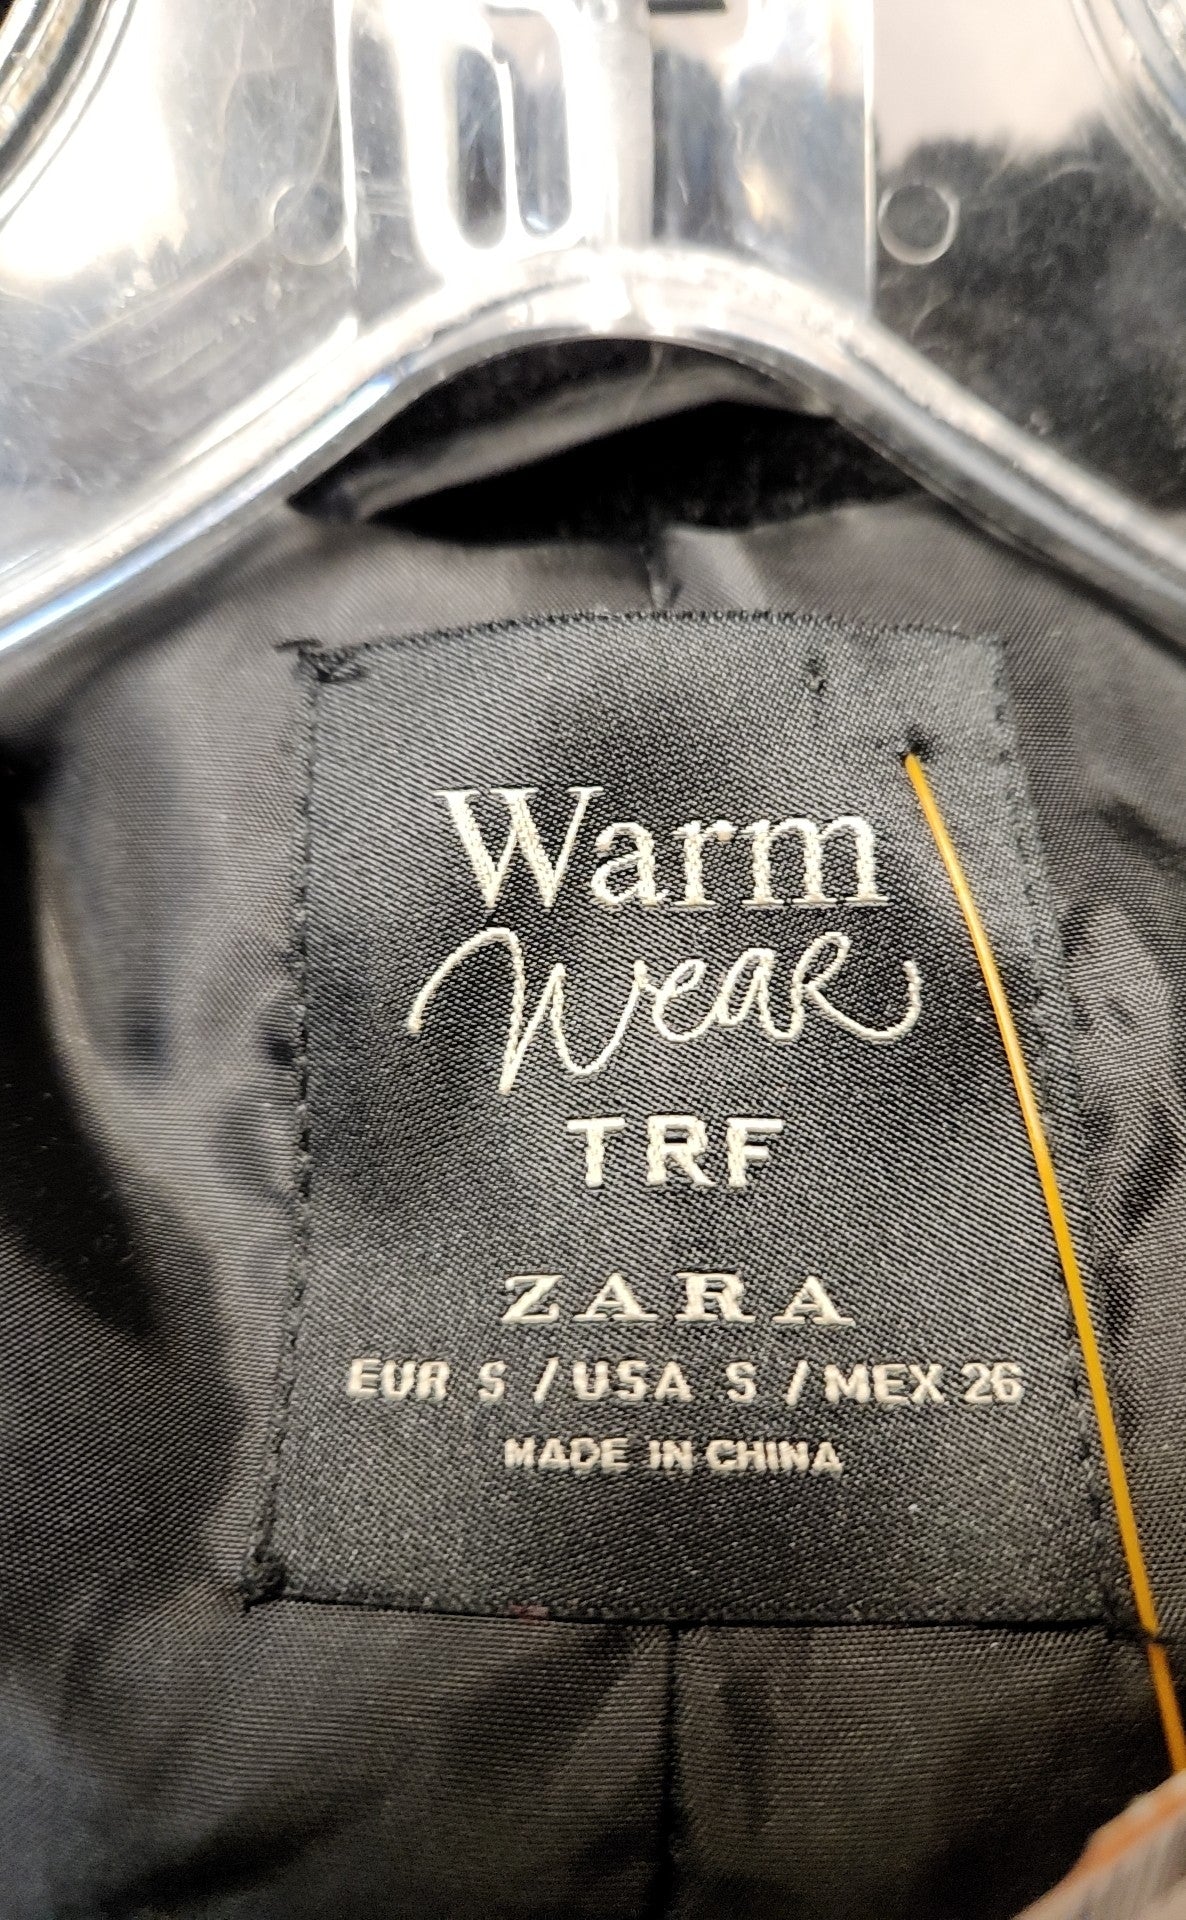 Warm
Wear
TRF
ZARA
EUR S / USA S / MEX 26
MADE IN CHINA